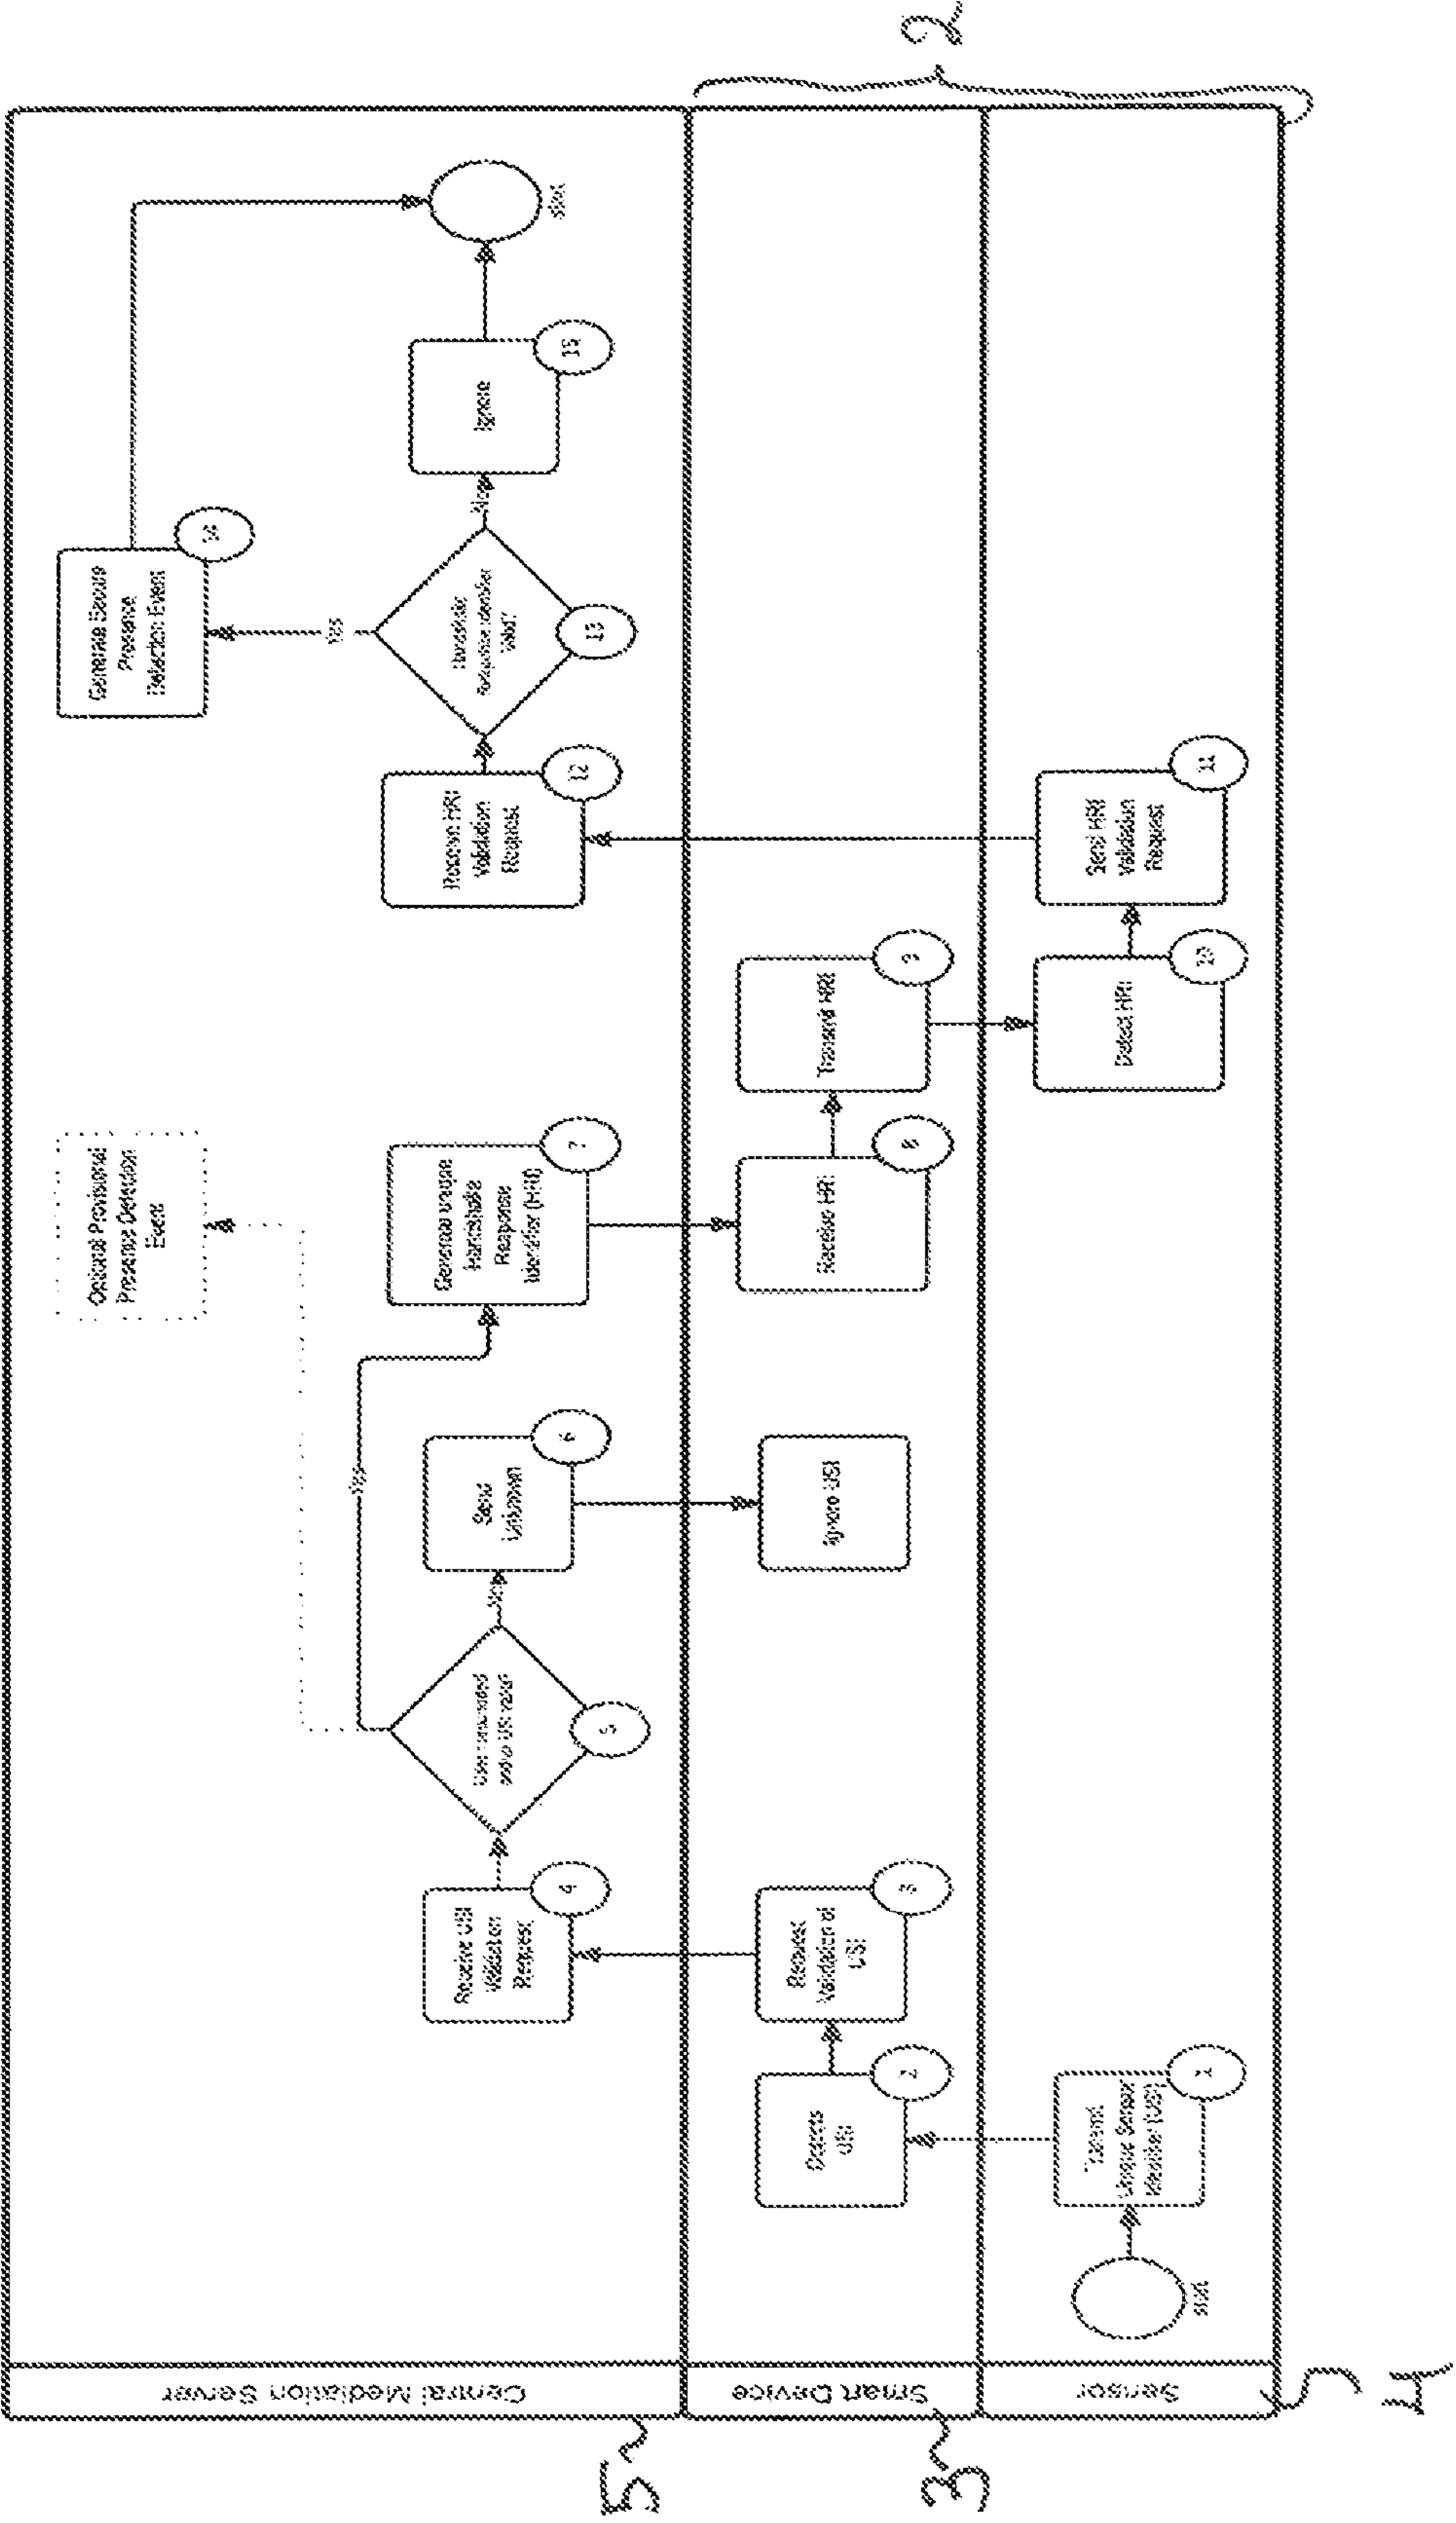 Central Mediation Server
Smart Device
Sensor
5
3
4
2
start
Transmit
Unique Sensor
Identifier (USI)
1
Detects
USI
2
Request
Validation of
USI
3
Receive USI
Validation
Request
4
5
No
Yes
Send
Unknown
6
Ignore USI
Optional Provisional
Presence Detection
Event
Generate unique
Handshake
Response
Identifier (HRI)
7
Receive HRI
8
Transmit HRI
9
Detect HRI
10
Send HRI
Validation
Request
11
Receive HRI
Validation
Request
12
Handshake
Response Identifier
Valid?
13
Yes
No
Generate Secure
Presence
Detection Event
14
Ignore
15